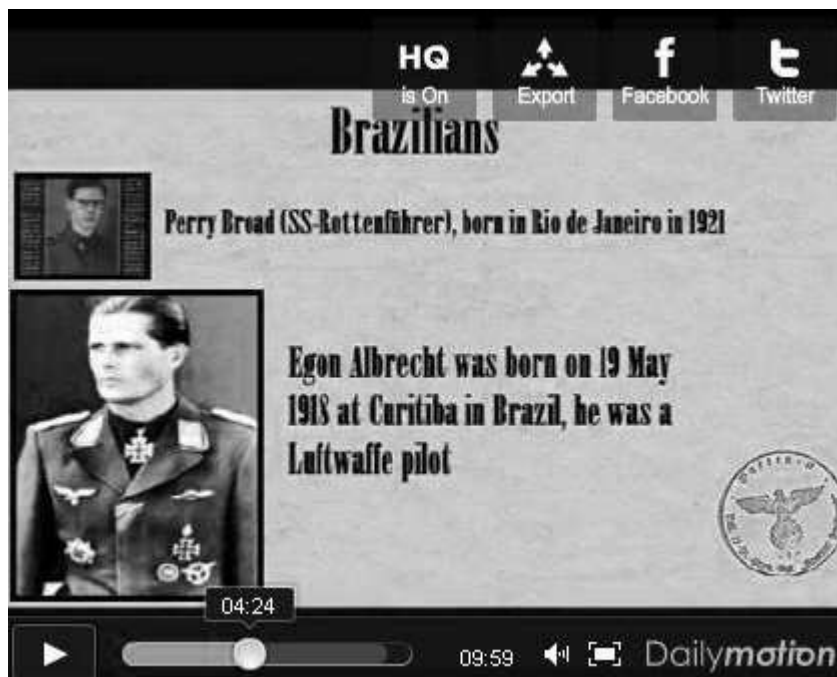 HQ
is On
Export
Facebook
Twitter
Brazilians
Perry Broad (SS-Rottenführer), born in Rio de Janeiro in 1921
Egon Albrecht was born on 19 May
1918 at Curitiba in Brazil, he was a
Luftwaffe pilot
04:24
09:59
Dailymotion